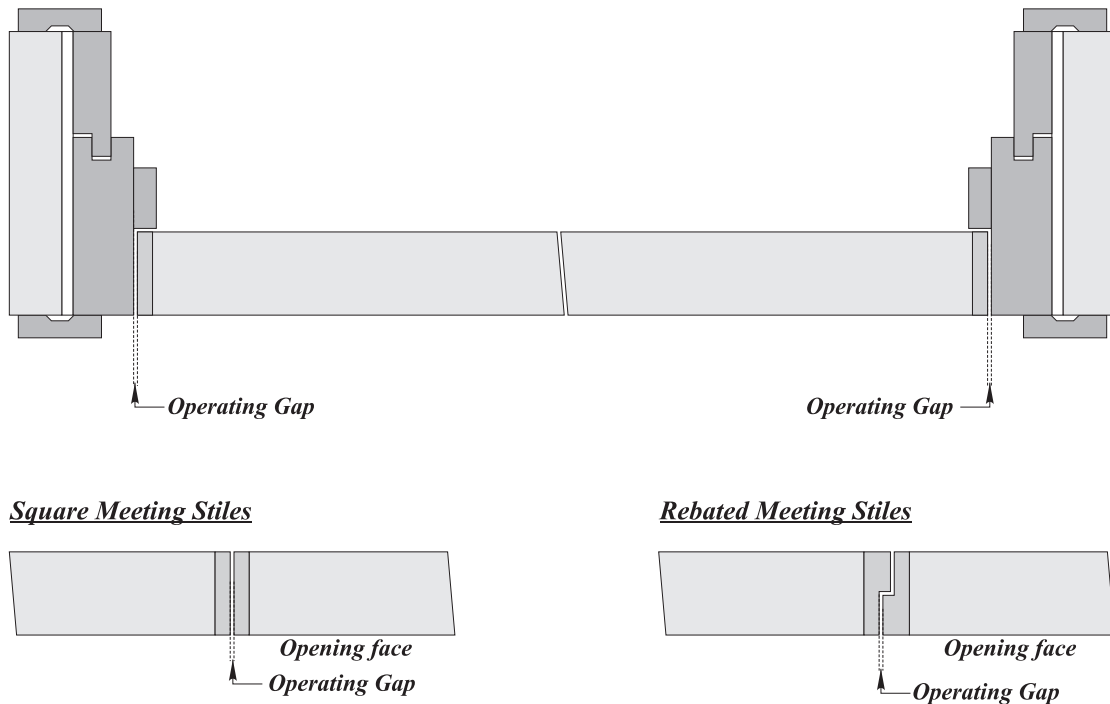 Operating Gap
Operating Gap
Square Meeting Stiles
Rebated Meeting Stiles
Opening face
Operating Gap
Opening face
Operating Gap